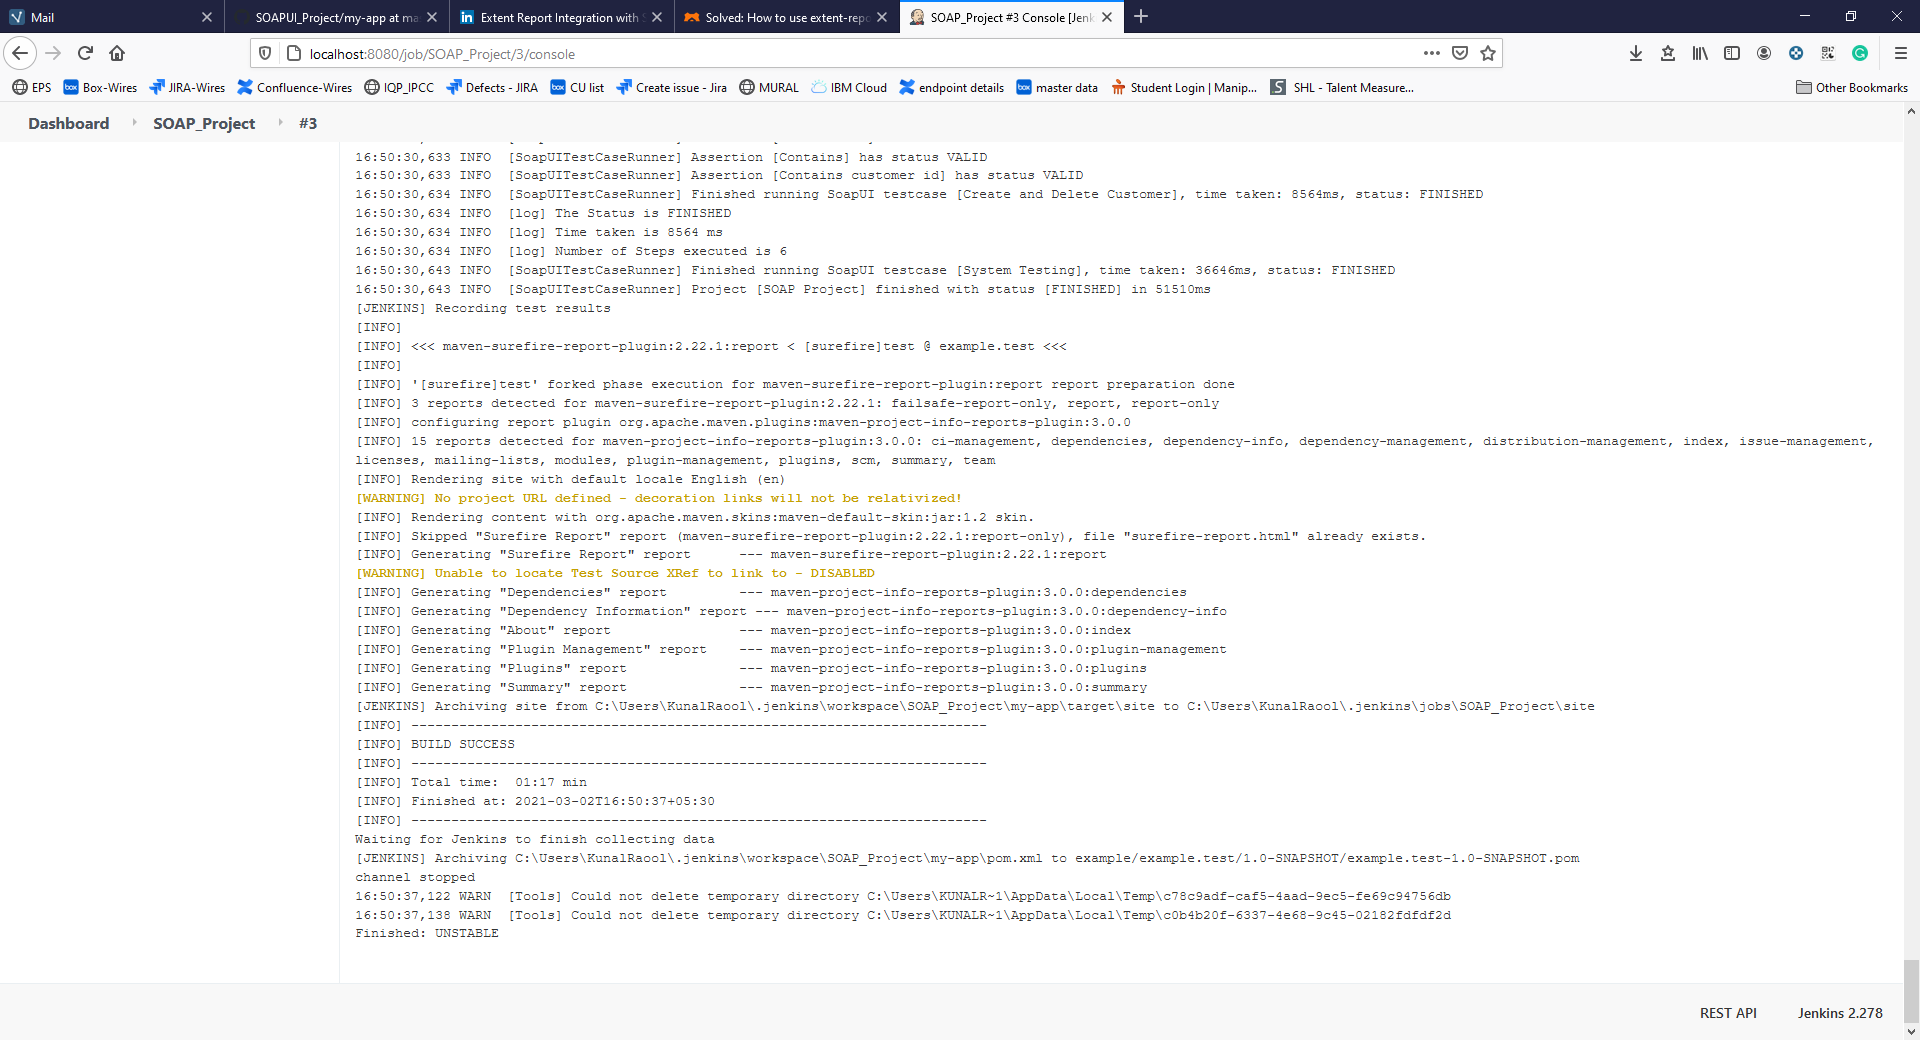 Mail
SOAPUI_Project/my-app at ma
Extent Report Integration with S
Solved: How to use extent-repo
SOAP_Project #3 Console [Jenk
localhost:8080/job/SOAP_Project/3/console
EPS Box-Wires JIRA-Wires Confluence-Wires IQP_IPCC Defects - JIRA CU list Create issue - Jira MURAL IBM Cloud endpoint details master data Student Login | Manip... SHL - Talent Measure... Other Bookmarks
Dashboard SOAP_Project #3
16:50:30,633 INFO  [SoapUITestCaseRunner] Assertion [Contains] has status VALID
16:50:30,633 INFO  [SoapUITestCaseRunner] Assertion [Contains customer id] has status VALID
16:50:30,634 INFO  [SoapUITestCaseRunner] Finished running SoapUI testcase [Create and Delete Customer], time taken: 8564ms, status: FINISHED
16:50:30,634 INFO  [log] The Status is FINISHED
16:50:30,634 INFO  [log] Time taken is 8564 ms
16:50:30,634 INFO  [log] Number of Steps executed is 6
16:50:30,643 INFO  [SoapUITestCaseRunner] Finished running SoapUI testcase [System Testing], time taken: 36646ms, status: FINISHED
16:50:30,643 INFO  [SoapUITestCaseRunner] Project [SOAP Project] finished with status [FINISHED] in 51510ms
[JENKINS] Recording test results
[INFO]
[INFO] <<< maven-surefire-report-plugin:2.22.1:report < [surefire]test @ example.test <<<
[INFO]
[INFO] '[surefire]test' forked phase execution for maven-surefire-report-plugin:report report preparation done
[INFO] 3 reports detected for maven-surefire-report-plugin:2.22.1: failsafe-report-only, report, report-only
[INFO] configuring report plugin org.apache.maven.plugins:maven-project-info-reports-plugin:3.0.0
[INFO] 15 reports detected for maven-project-info-reports-plugin:3.0.0: ci-management, dependencies, dependency-info, dependency-management, distribution-management, index, issue-management,
licenses, mailing-lists, modules, plugin-management, plugins, scm, summary, team
[INFO] Rendering site with default locale English (en)
[WARNING] No project URL defined - decoration links will not be relativized!
[INFO] Rendering content with org.apache.maven.skins:maven-default-skin:jar:1.2 skin.
[INFO] Skipped "Surefire Report" report (maven-surefire-report-plugin:2.22.1:report-only), file "surefire-report.html" already exists.
[INFO] Generating "Surefire Report" report      --- maven-surefire-report-plugin:2.22.1:report
[WARNING] Unable to locate Test Source XRef to link to - DISABLED
[INFO] Generating "Dependencies" report         --- maven-project-info-reports-plugin:3.0.0:dependencies
[INFO] Generating "Dependency Information" report --- maven-project-info-reports-plugin:3.0.0:dependency-info
[INFO] Generating "About" report                --- maven-project-info-reports-plugin:3.0.0:index
[INFO] Generating "Plugin Management" report    --- maven-project-info-reports-plugin:3.0.0:plugin-management
[INFO] Generating "Plugins" report              --- maven-project-info-reports-plugin:3.0.0:plugins
[INFO] Generating "Summary" report              --- maven-project-info-reports-plugin:3.0.0:summary
[JENKINS] Archiving site from C:\Users\KunalRaool\.jenkins\workspace\SOAP_Project\my-app\target\site to C:\Users\KunalRaool\.jenkins\jobs\SOAP_Project\site
[INFO] ------------------------------------------------------------------------
[INFO] BUILD SUCCESS
[INFO] ------------------------------------------------------------------------
[INFO] Total time:  01:17 min
[INFO] Finished at: 2021-03-02T16:50:37+05:30
[INFO] ------------------------------------------------------------------------
Waiting for Jenkins to finish collecting data
[JENKINS] Archiving C:\Users\KunalRaool\.jenkins\workspace\SOAP_Project\my-app\pom.xml to example/example.test/1.0-SNAPSHOT/example.test-1.0-SNAPSHOT.pom
channel stopped
16:50:37,122 WARN  [Tools] Could not delete temporary directory C:\Users\KUNALR~1\AppData\Local\Temp\c78c9adf-caf5-4aad-9ec5-fe69c94756db
16:50:37,138 WARN  [Tools] Could not delete temporary directory C:\Users\KUNALR~1\AppData\Local\Temp\c0b4b20f-6337-4e68-9c45-02182fdfdf2d
Finished: UNSTABLE
REST API Jenkins 2.278